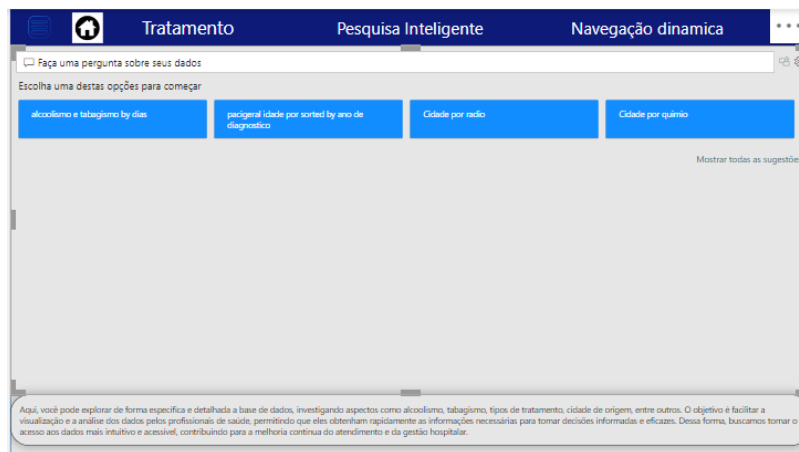 Tratamento Pesquisa Inteligente Navegação dinamica
Faça uma pergunta sobre seus dados
Escolha uma destas opções para começar
alcoolismo e tabagismo by dias
pacigeral idade por sorted by ano de
diagnostico
Cidade por radio
Cidade por quimio
Mostrar todas as sugestõe
Aqui, você pode explorar de forma especifica e detalhada a base de dados, investigando aspectos como alcoolismo, tabagismo, tipos de tratamento, cidade de origem, entre outros. O objetivo é facilitar a
visualização e a análise dos dados pelos profissionais de saúde, permitindo que eles obtenham rapidamente as informações necessárias para tomar decisões informadas e eficazes. Dessa forma, buscamos tornar o
acesso aos dados mais intuitivo e acessível, contribuindo para a melhoria continua do atendimento e da gestão hospitalar.